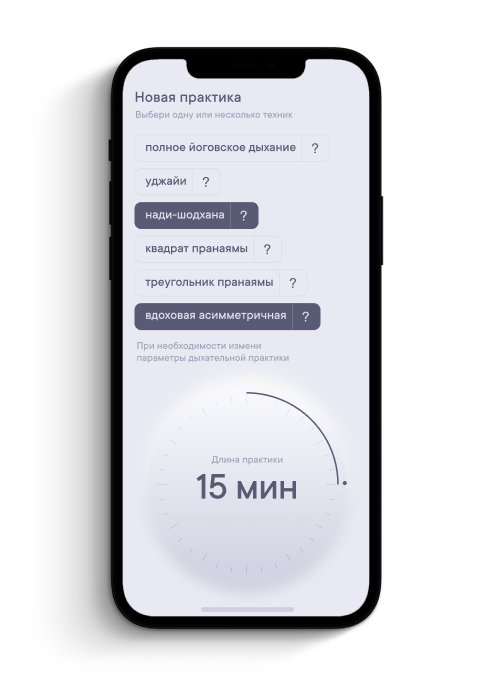 Новая практика
Выбери одну или несколько техник
полное йоговское дыхание ?
уджайи ?
нади-шодхана ?
квадрат пранаямы ?
треугольник пранаямы ?
вдоховая асимметричная ?
При необходимости измени
параметры дыхательной практики
Длина практики
15 мин